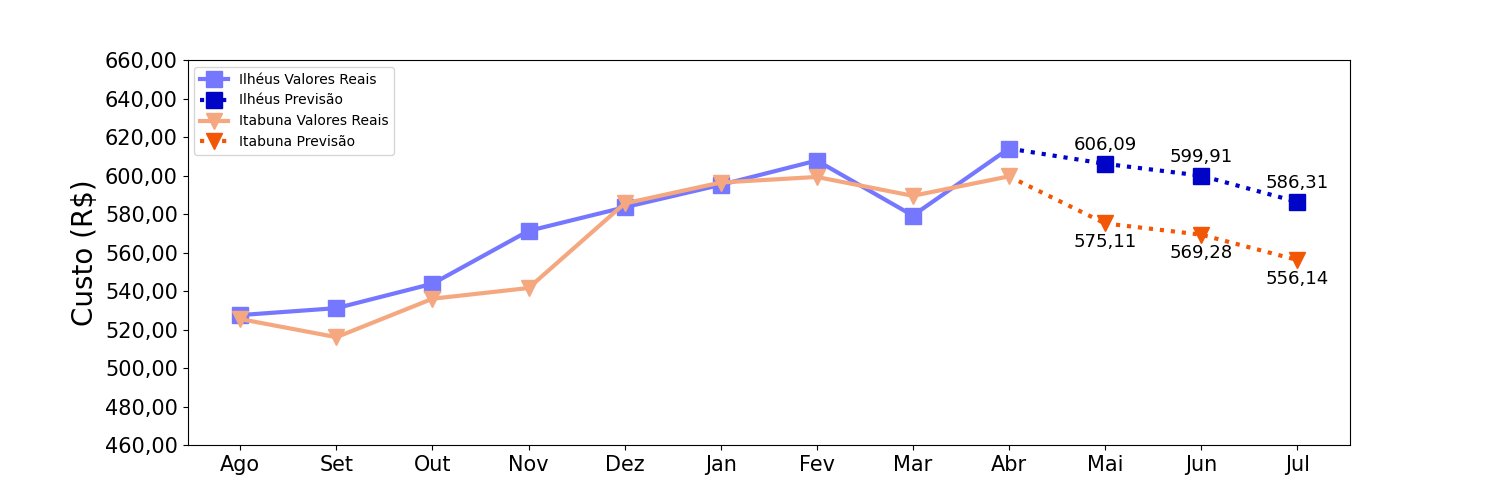 660,00
640,00
620,00
600,00
580,00
560,00
540,00
520,00
500,00
480,00
460,00
Custo (R$)
Ilhéus Valores Reais
Ilhéus Previsão
Itabuna Valores Reais
Itabuna Previsão
606,09
599,91
586,31
575,11
569,28
556,14
Ago Set Out Nov Dez Jan Fev Mar Abr Mai Jun Jul